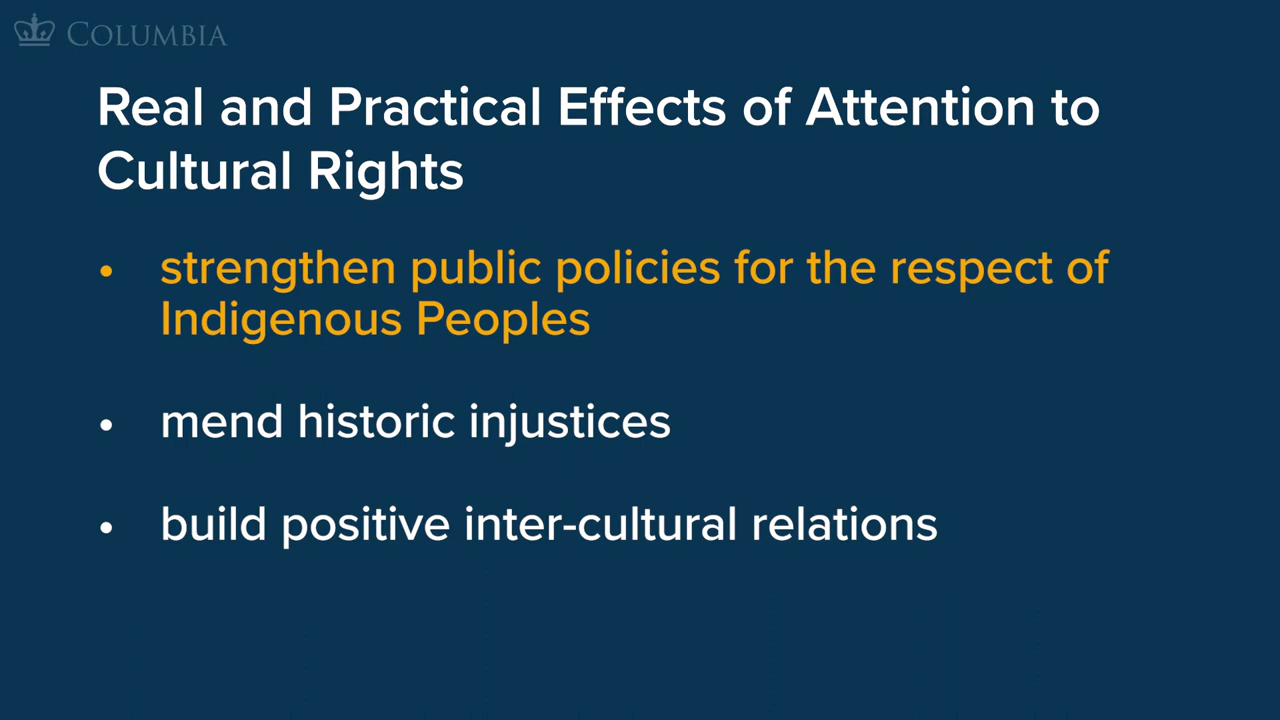 COLUMBIA
Real and Practical Effects of Attention to
Cultural Rights
• strengthen public policies for the respect of
Indigenous Peoples
• mend historic injustices
• build positive inter-cultural relations